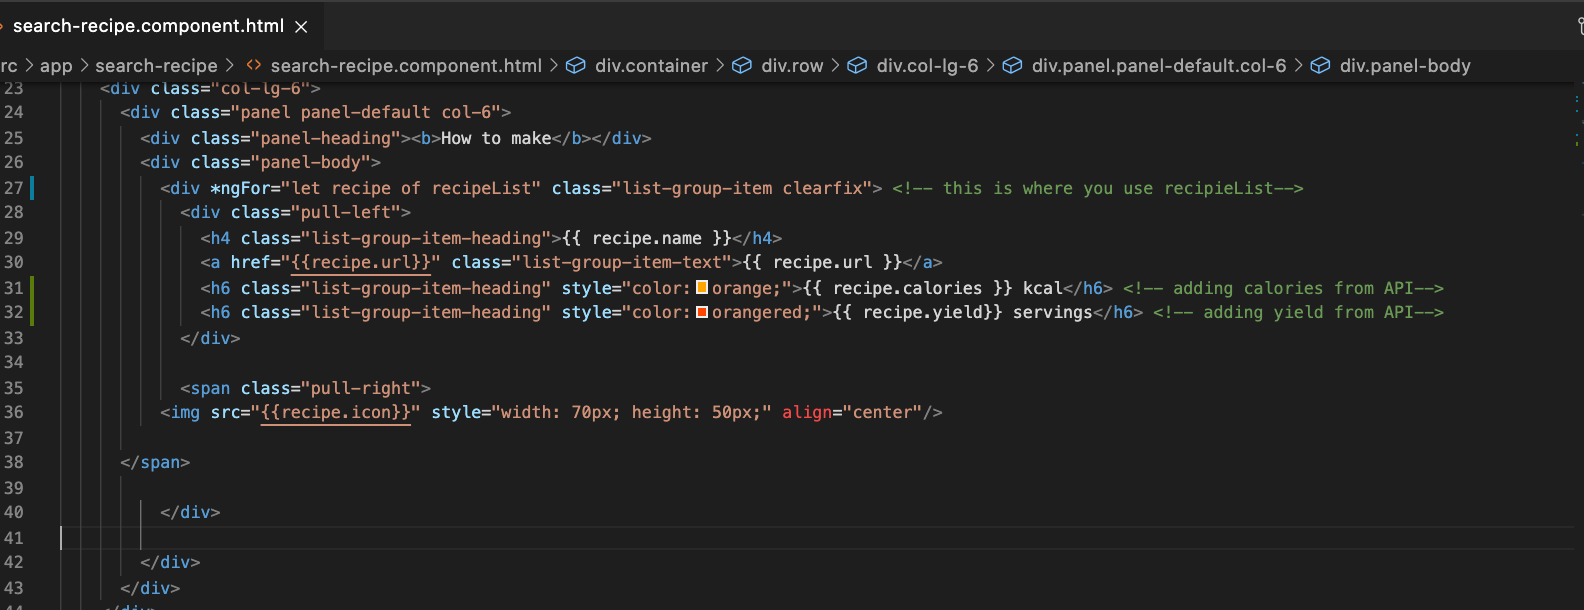 search-recipe.component.html ×
rc > app > search-recipe > <> search-recipe.component.html > div.container > div.row > div.col-lg-6 > div.panel.panel-default.col-6 > div.panel-body
23 <div class="col-lg-6">
24 <div class="panel panel-default col-6">
25 <div class="panel-heading"><b>How to make</b></div>
26 <div class="panel-body">
27 <div *ngFor="let recipe of recipeList" class="list-group-item clearfix"> <!-- this is where you use recipieList-->
28 <div class="pull-left">
29 <h4 class="list-group-item-heading">{{ recipe.name }}</h4>
30 <a href="{{recipe.url}}" class="list-group-item-text">{{ recipe.url }}</a>
31 <h6 class="list-group-item-heading" style="color:orange;">{{ recipe.calories }} kcal</h6> <!-- adding calories from API-->
32 <h6 class="list-group-item-heading" style="color:orangered;">{{ recipe.yield}} servings</h6> <!-- adding yield from API-->
33 </div>
34
35 <span class="pull-right">
36 <img src="{{recipe.icon}}" style="width: 70px; height: 50px;" align="center"/>
37
38 </span>
39
40 </div>
41
42 </div>
43 </div>
44 </div>